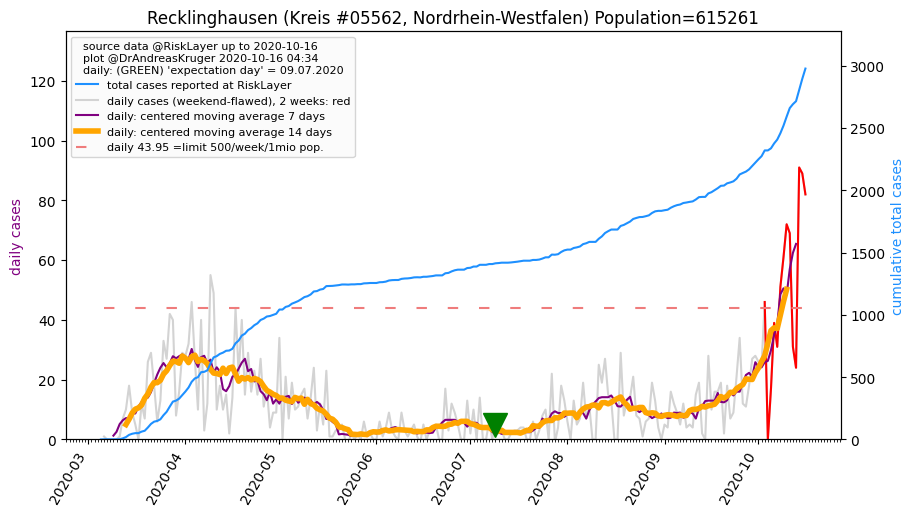 Recklinghausen (Kreis #05562, Nordrhein-Westfalen) Population=615261
source data @RiskLayer up to 2020-10-16
plot @DrAndreasKruger 2020-10-16 04:34
daily: (GREEN) 'expectation day' = 09.07.2020
total cases reported at RiskLayer
daily cases (weekend-flawed), 2 weeks: red
daily: centered moving average 7 days
daily: centered moving average 14 days
daily 43.95 =limit 500/week/1mio pop.
daily cases
120
100
80
60
40
20
0
3000
2500
2000
1500
1000
500
0
cumulative total cases
2020-03
2020-04
2020-05
2020-06
2020-07
2020-08
2020-09
2020-10